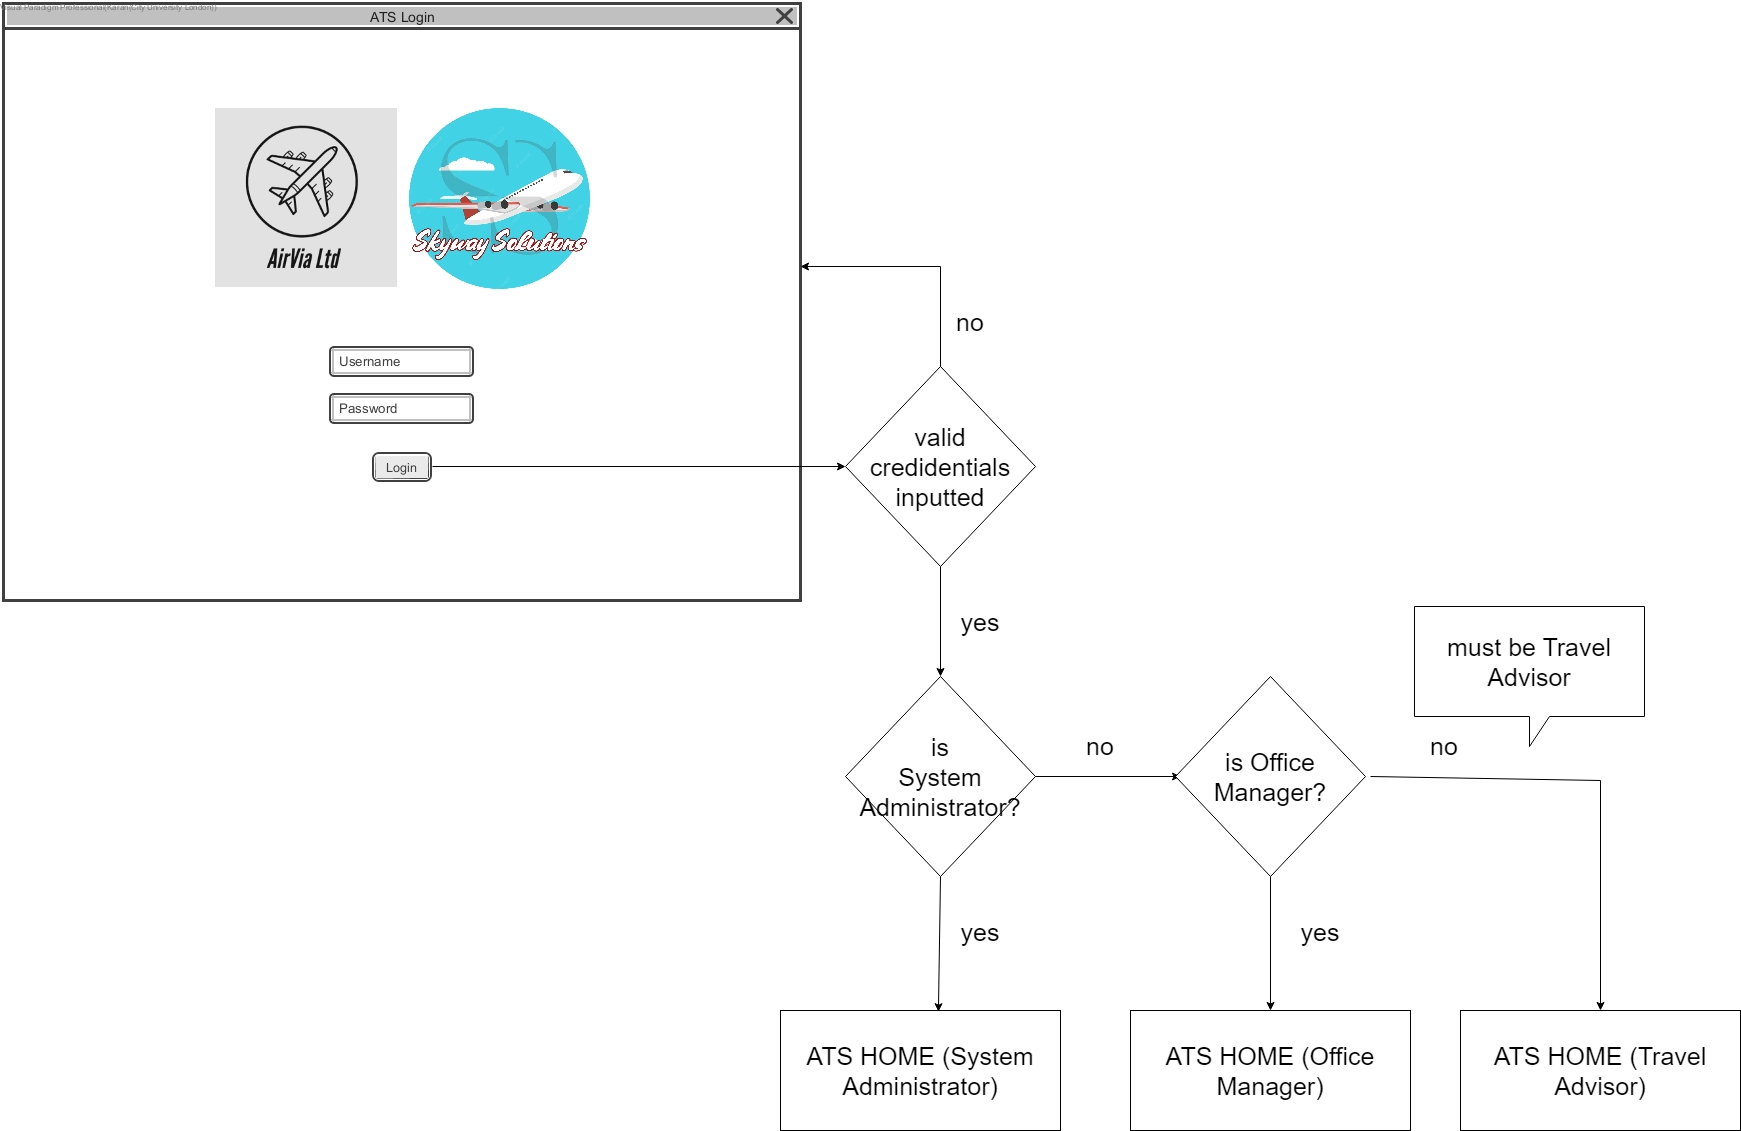 Visual Paradigm Professional(Karan(City University London))
ATS Login
AirVia Ltd
SS
Skyway Solutions
Username
Password
Login
no
valid
credidentials
inputted
yes
must be Travel
Advisor
is
System
Administrator?
no
is Office
Manager?
no
yes
yes
ATS HOME (System
Administrator)
ATS HOME (Office
Manager)
ATS HOME (Travel
Advisor)